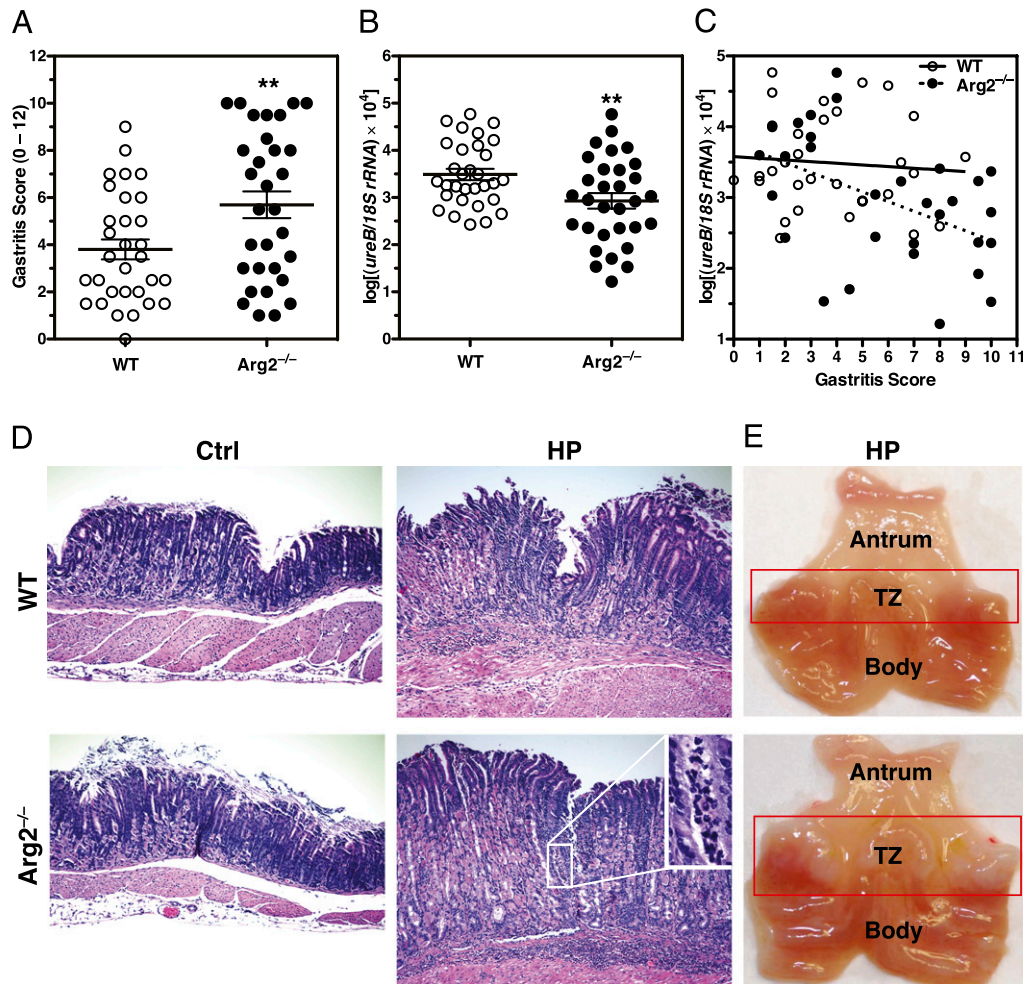 A
Gastritis Score (0 – 12)
12
10
8
6
4
2
0
**
WT
Arg2⁻/⁻
B
log[(ureB/18S rRNA) × 10⁴]
6
5
4
3
2
1
0
**
WT
Arg2⁻/⁻
C
log[(ureB/18S rRNA) × 10⁴]
5
4
3
2
1
WT
Arg2⁻/⁻
0 1 2 3 4 5 6 7 8 9 10 11
Gastritis Score
D
Ctrl
HP
WT
Arg2⁻/⁻
E
HP
Antrum
TZ
Body
Antrum
TZ
Body